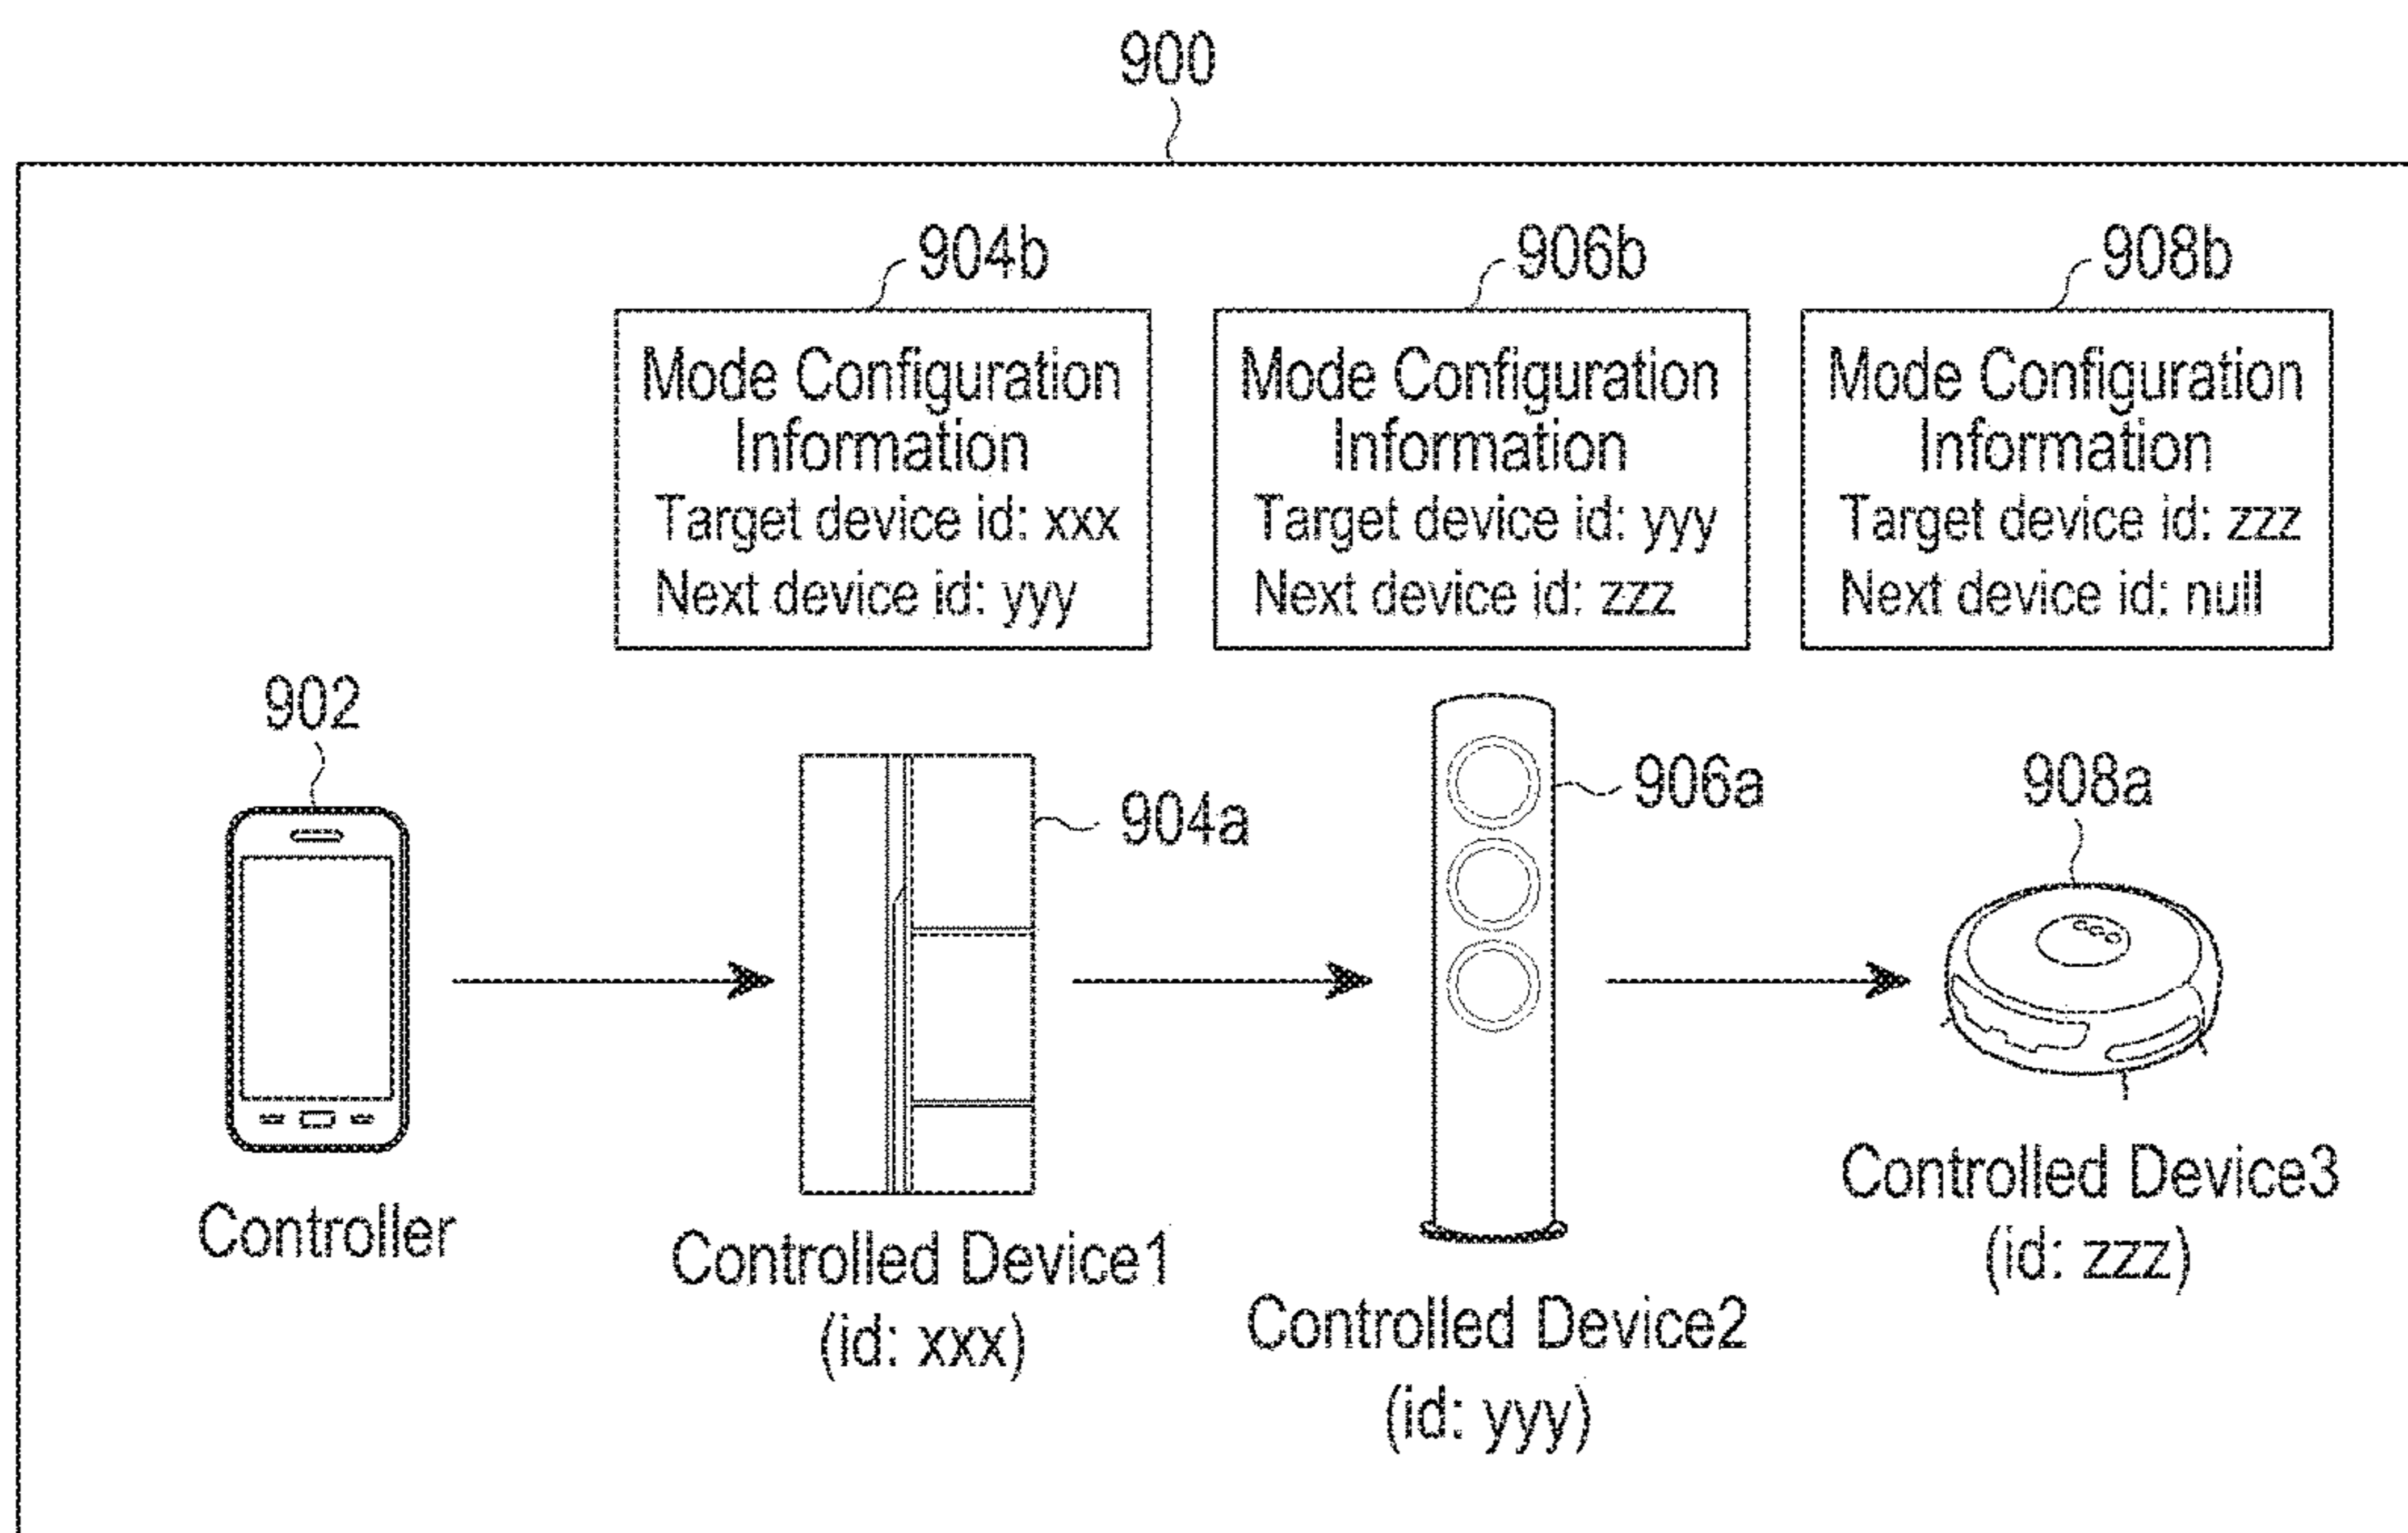 900
904b
906b
908b
Mode Configuration
Information
Target device id: xxx
Next device id: yyy
Mode Configuration
Information
Target device id: yyy
Next device id: zzz
Mode Configuration
Information
Target device id: zzz
Next device id: null
902
904a
906a
908a
Controller
Controlled Device1
(id: xxx)
Controlled Device2
(id: yyy)
Controlled Device3
(id: zzz)